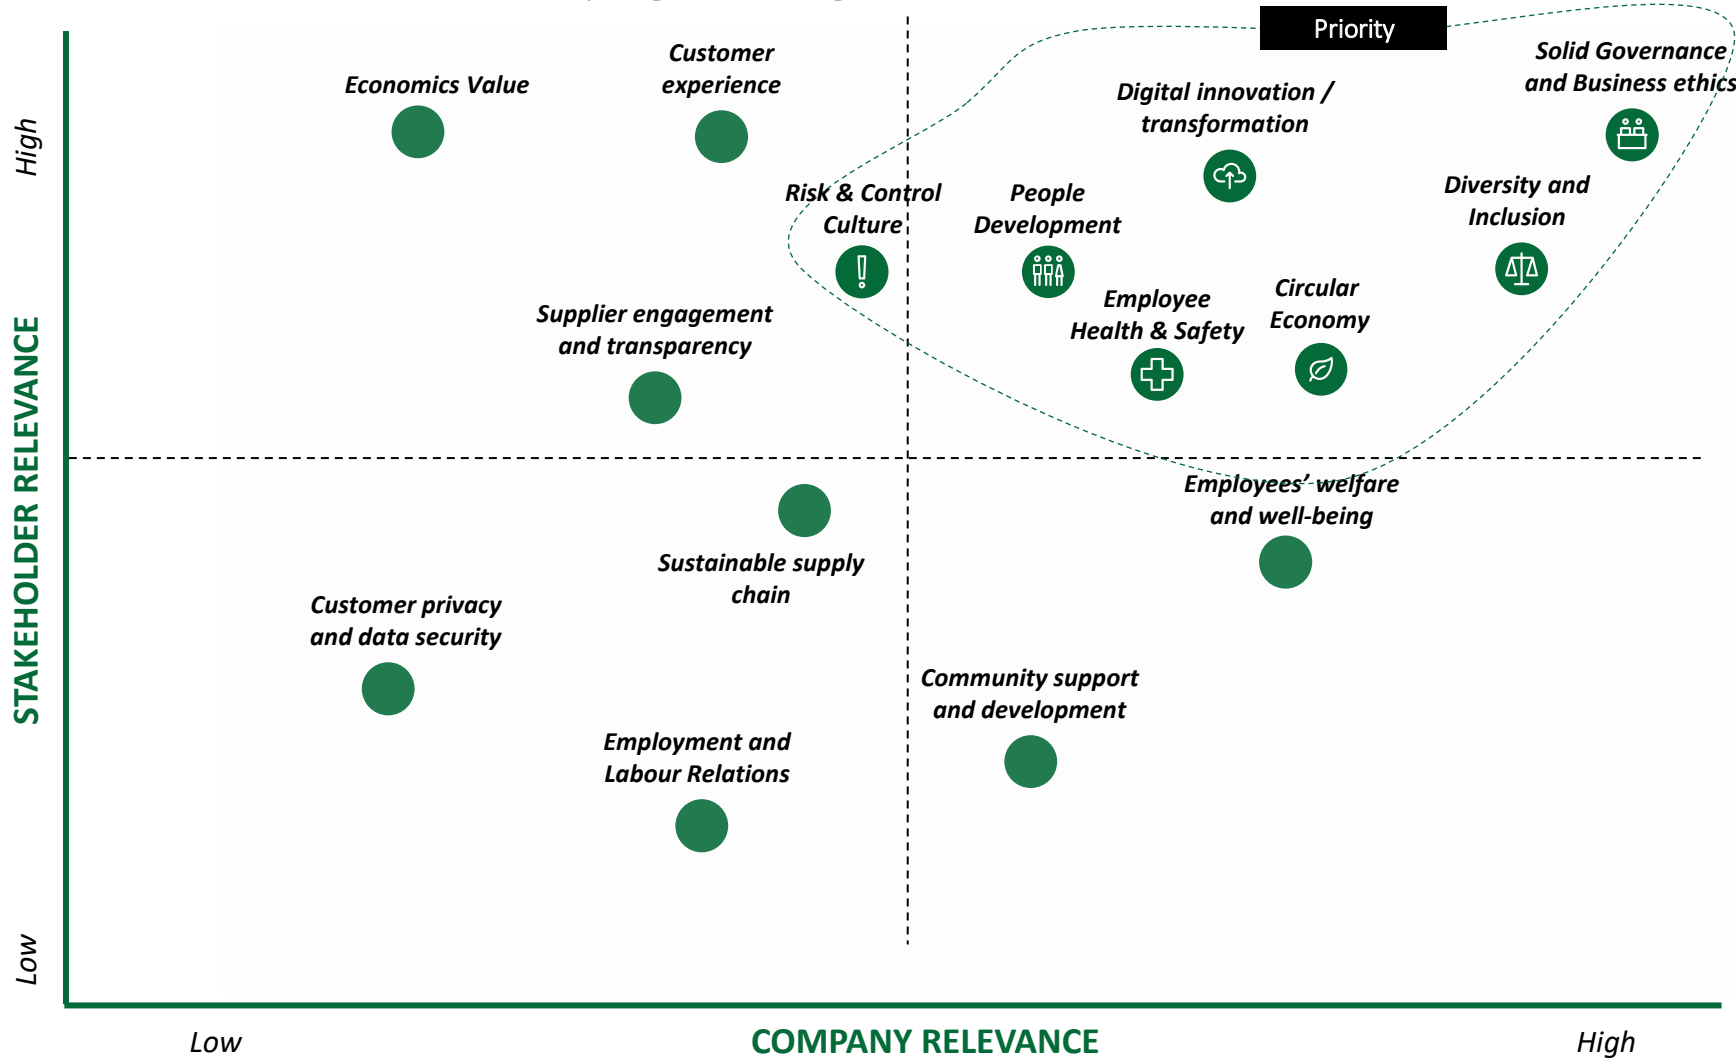 Priority
Solid Governance
and Business ethics
Customer
experience
Economics Value
Digital innovation /
transformation
High
Risk & Control
Culture
People
Development
Diversity and
Inclusion
Employee
Health & Safety
Circular
Economy
Supplier engagement
and transparency
STAKEHOLDER RELEVANCE
Employees’ welfare
and well-being
Sustainable supply
chain
Customer privacy
and data security
Community support
and development
Employment and
Labour Relations
Low
Low
COMPANY RELEVANCE
High